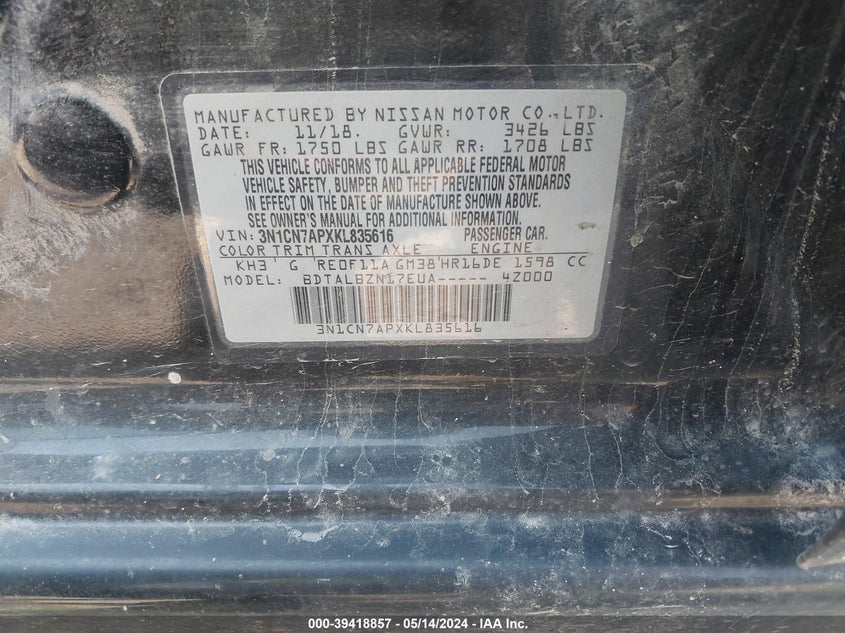 MANUFACTURED BY NISSAN MOTOR CO., LTD.
DATE: 11/18. GVWR: 3426 LBS
GAWR FR: 1750 LBS GAWR RR: 1708 LBS
THIS VEHICLE CONFORMS TO ALL APPLICABLE FEDERAL MOTOR
VEHICLE SAFETY, BUMPER AND THEFT PREVENTION STANDARDS
IN EFFECT ON THE DATE OF MANUFACTURE SHOWN ABOVE.
SEE OWNER'S MANUAL FOR ADDITIONAL INFORMATION.
VIN: 3N1CN7APXKL835616 PASSENGER CAR.
COLOR TRIM TRANS AXLE ENGINE
KH3 G RE0F11A GM38 HR16DE 1598 CC
MODEL: BDTALBZN17EUA----- 4Z000
3N1CN7APXKL835616
000-39418857 - 05/14/2024 - IAA Inc.